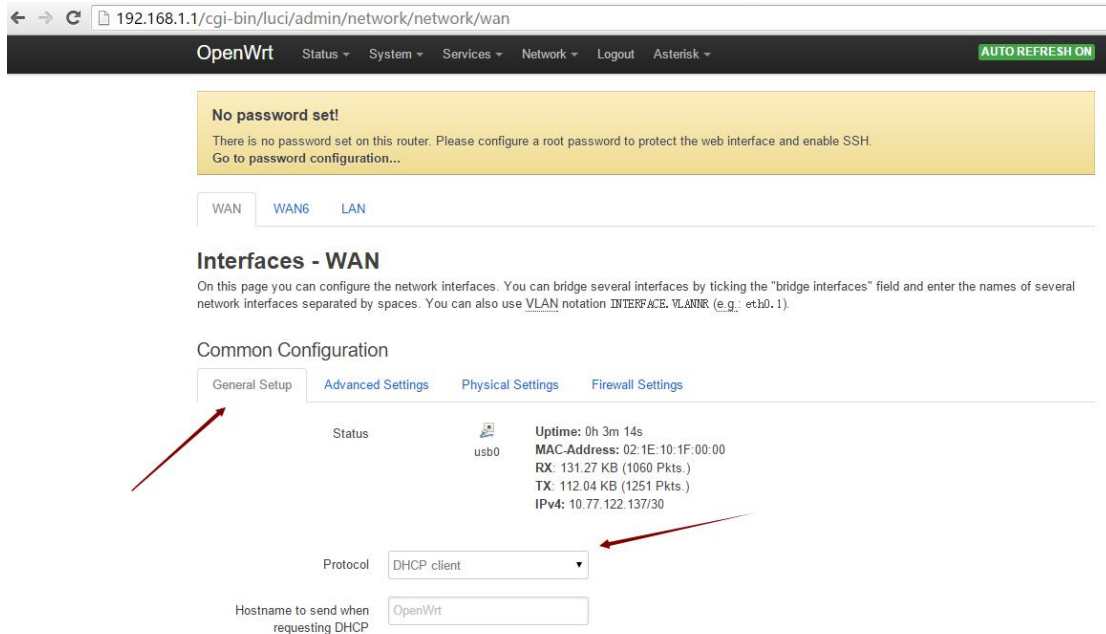 192.168.1.1/cgi-bin/luci/admin/network/network/wan
OpenWrt Status System Services Network Logout Asterisk AUTO REFRESH ON
No password set!
There is no password set on this router. Please configure a root password to protect the web interface and enable SSH.
Go to password configuration...
WAN WAN6 LAN
Interfaces - WAN
On this page you can configure the network interfaces. You can bridge several interfaces by ticking the "bridge interfaces" field and enter the names of several
network interfaces separated by spaces. You can also use VLAN notation INTERFACE.VLANNR (e.g.: eth0.1).
Common Configuration
General Setup Advanced Settings Physical Settings Firewall Settings
Status
usb0
Uptime: 0h 3m 14s
MAC-Address: 02:1E:10:1F:00:00
RX: 131.27 KB (1060 Pkts.)
TX: 112.04 KB (1251 Pkts.)
IPv4: 10.77.122.137/30
Protocol DHCP client
Hostname to send when OpenWrt
requesting DHCP